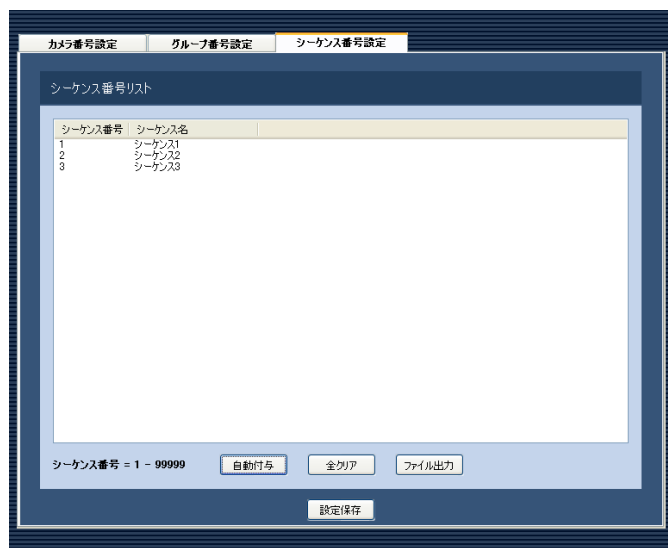 カメラ番号設定 グループ番号設定 シーケンス番号設定
シーケンス番号リスト
シーケンス番号 シーケンス名
1 シーケンス1
2 シーケンス2
3 シーケンス3
シーケンス番号 = 1 - 99999 自動付与 全クリア ファイル出力
設定保存